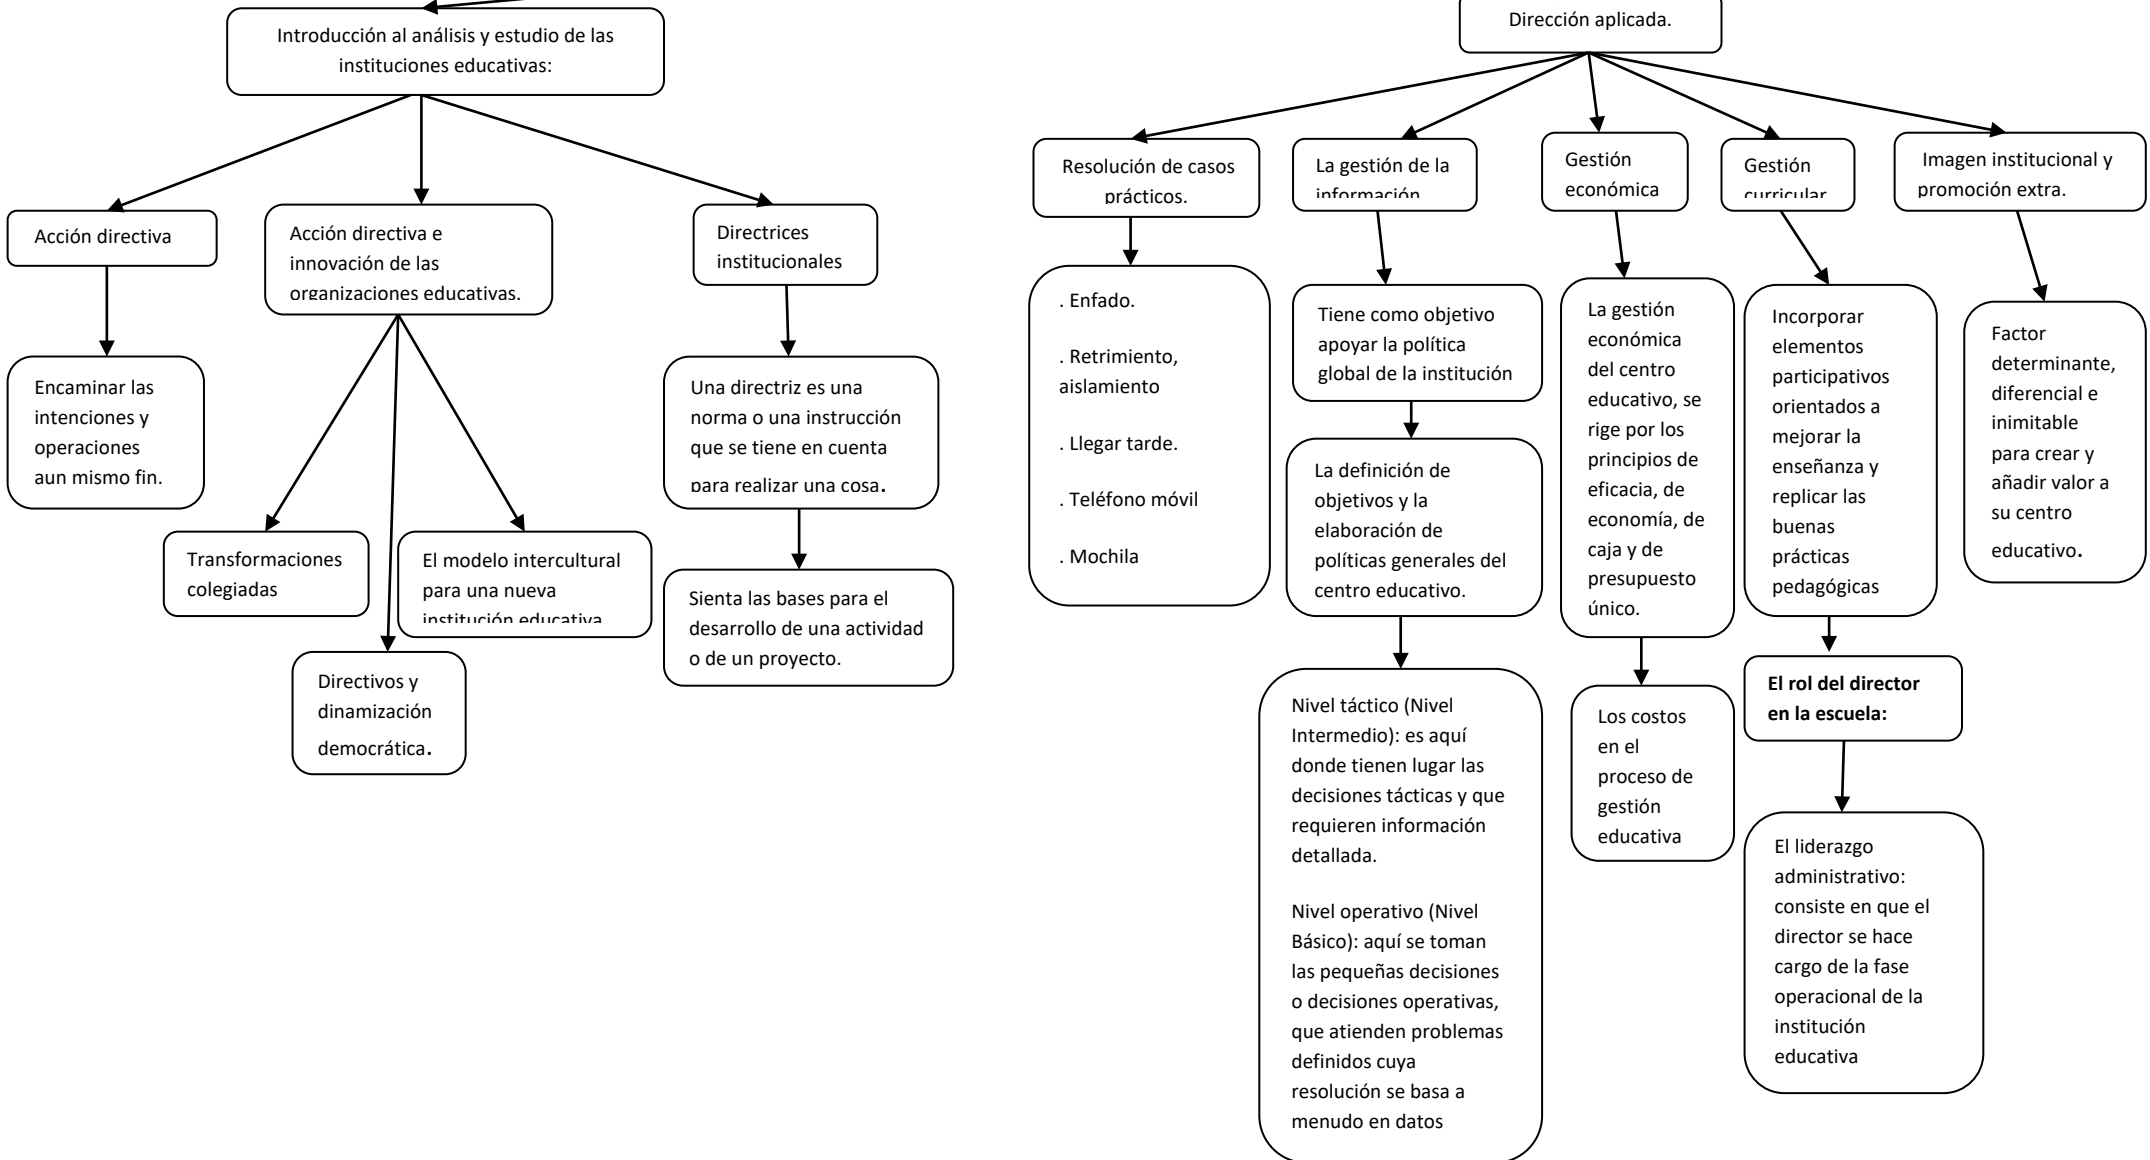 Introducción al análisis y estudio de las
instituciones educativas:
Acción directiva
Encaminar las
intenciones y
operaciones
aun mismo fin.
Acción directiva e
innovación de las
organizaciones educativas.
Transformaciones
colegiadas
Directivos y
dinamización
democrática.
El modelo intercultural
para una nueva
institución educativa
Directrices
institucionales
Una directriz es una
norma o una instrucción
que se tiene en cuenta
para realizar una cosa.
Sienta las bases para el
desarrollo de una actividad
o de un proyecto.
Dirección aplicada.
Resolución de casos
prácticos.
. Enfado.
. Retrimiento,
aislamiento
. Llegar tarde.
. Teléfono móvil
. Mochila
La gestión de la
información
Tiene como objetivo
apoyar la política
global de la institución
La definición de
objetivos y la
elaboración de
políticas generales del
centro educativo.
Nivel táctico (Nivel
Intermedio): es aquí
donde tienen lugar las
decisiones tácticas y que
requieren información
detallada.
Nivel operativo (Nivel
Básico): aquí se toman
las pequeñas decisiones
o decisiones operativas,
que atienden problemas
definidos cuya
resolución se basa a
menudo en datos
Gestión
económica
La gestión
económica
del centro
educativo, se
rige por los
principios de
eficacia, de
economía, de
caja y de
presupuesto
único.
Los costos
en el
proceso de
gestión
educativa
Gestión
curricular
Incorporar
elementos
participativos
orientados a
mejorar la
enseñanza y
replicar las
buenas
prácticas
pedagógicas
El rol del director
en la escuela:
El liderazgo
administrativo:
consiste en que el
director se hace
cargo de la fase
operacional de la
institución
educativa
Imagen institucional y
promoción extra.
Factor
determinante,
diferencial e
inimitable
para crear y
añadir valor a
su centro
educativo.